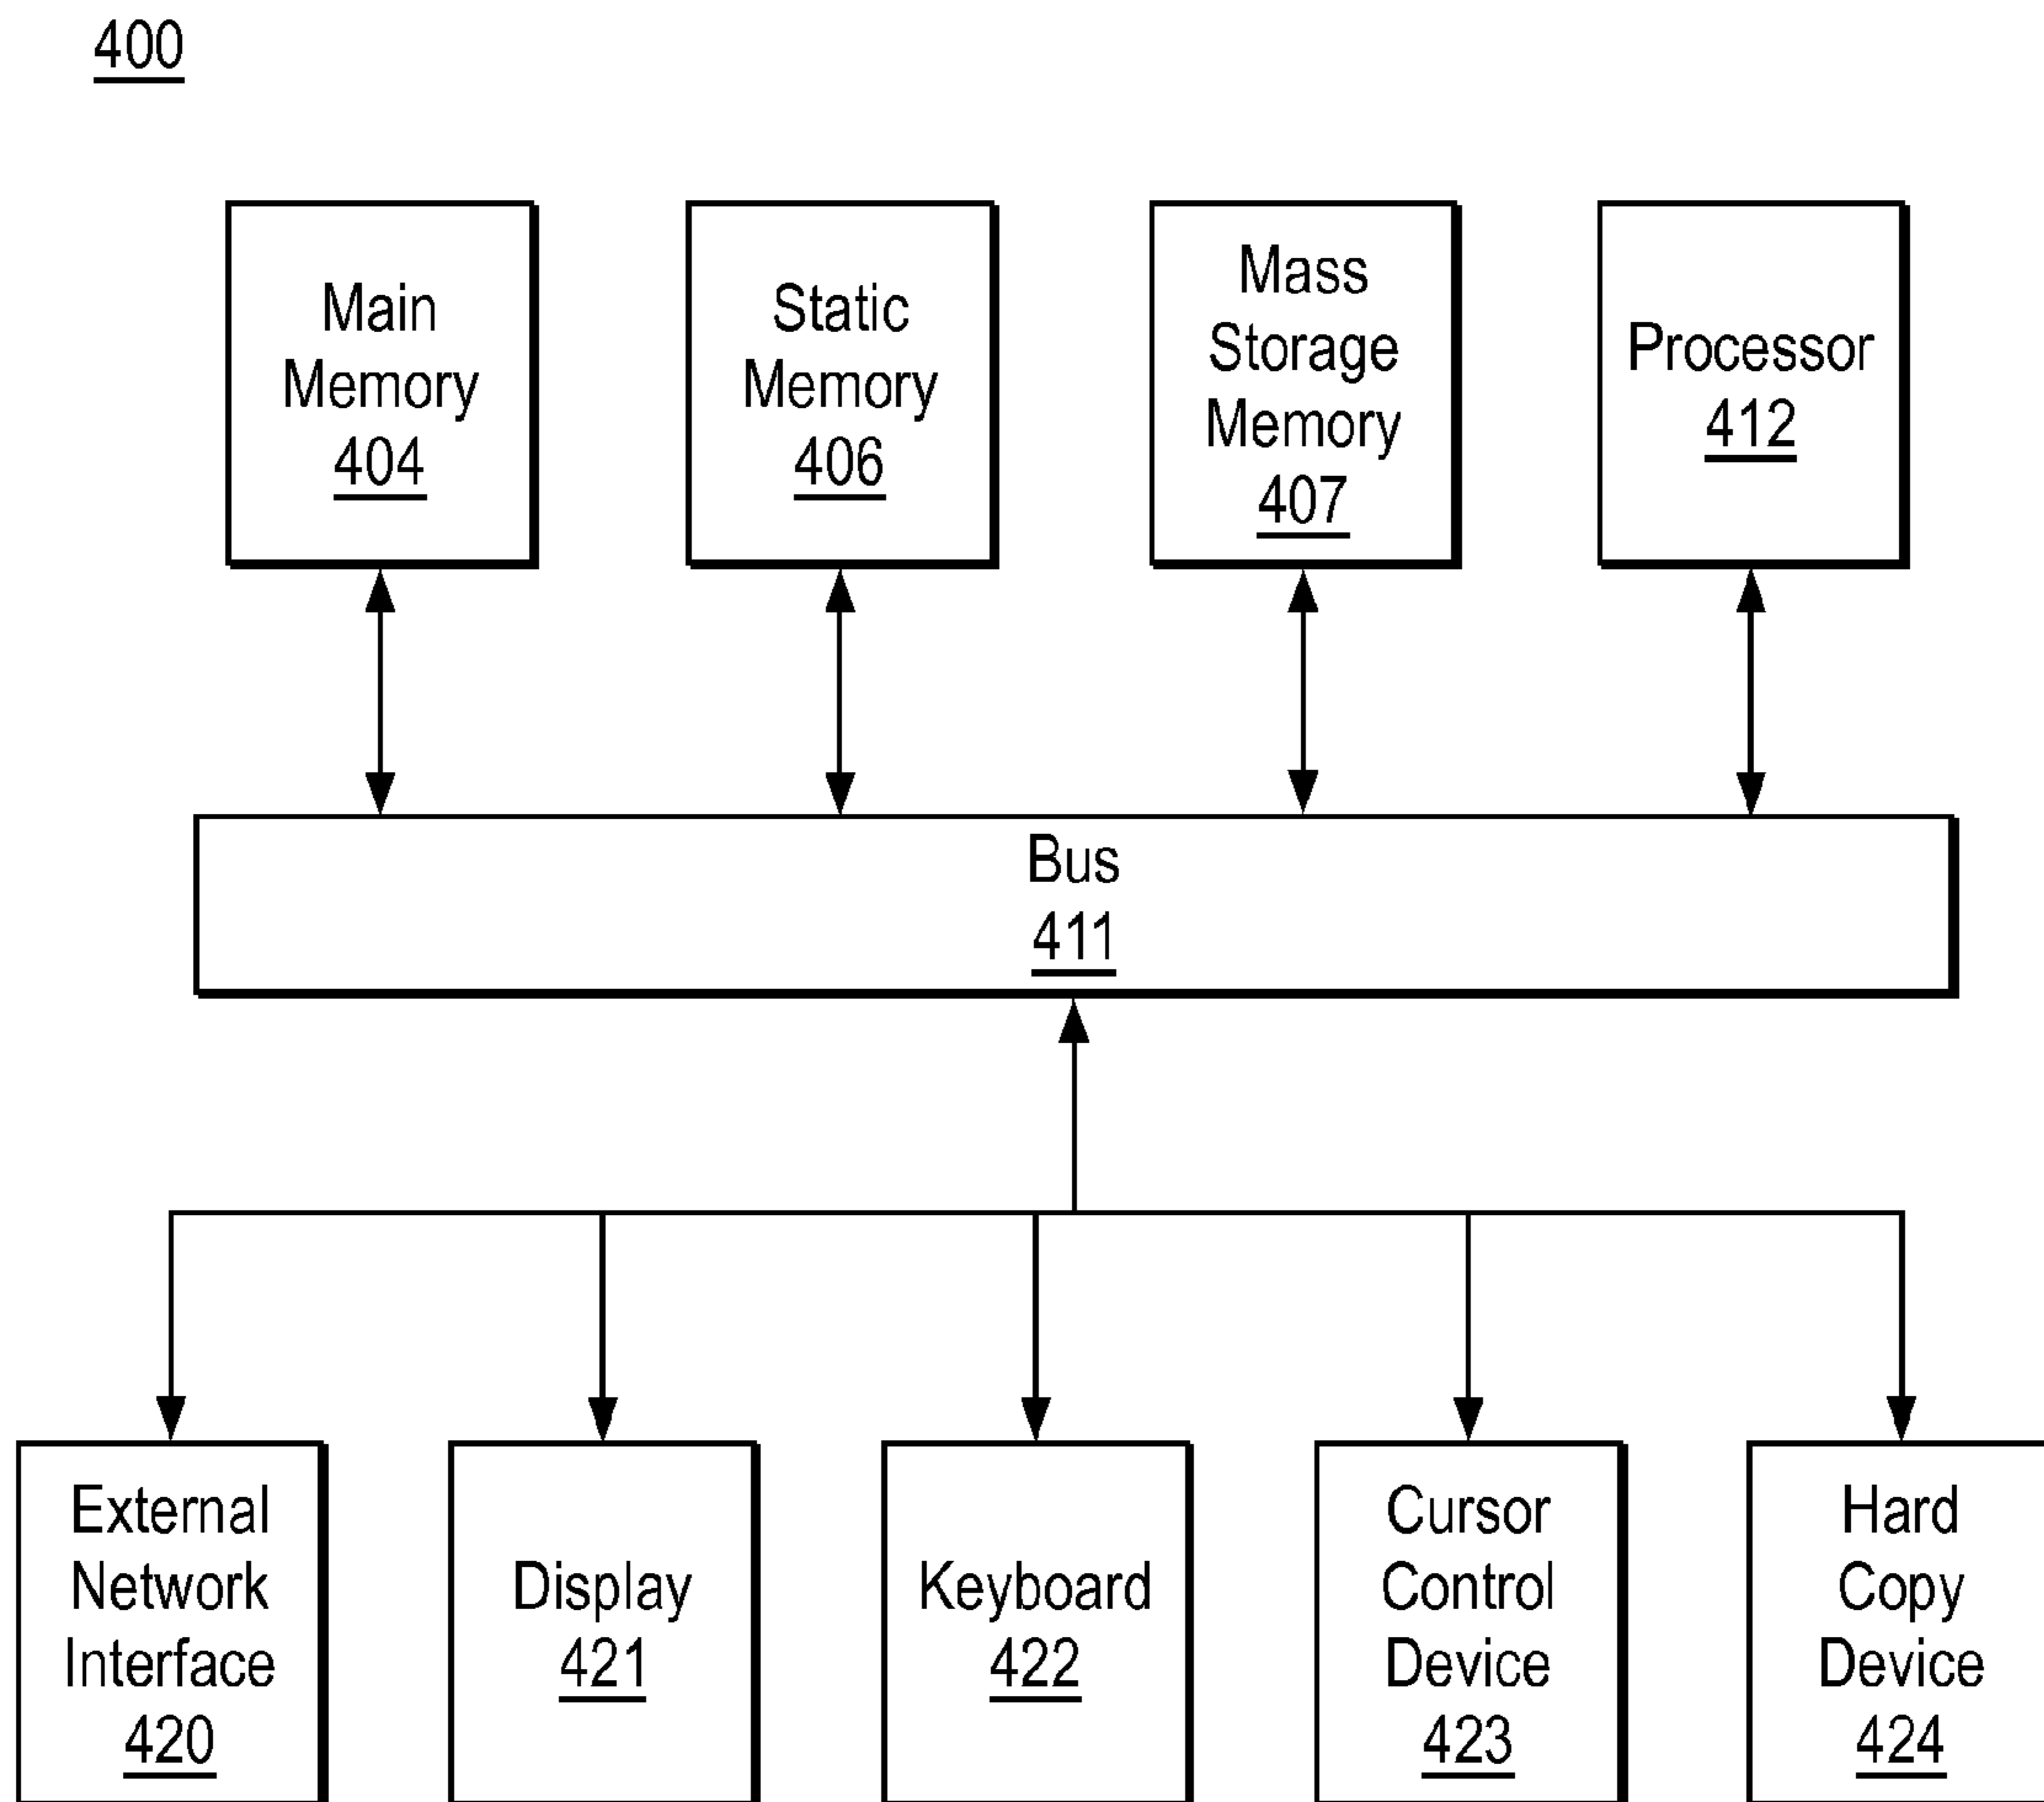 400
Main
Memory
404
Static
Memory
406
Mass
Storage
Memory
407
Processor
412
Bus
411
External
Network
Interface
420
Display
421
Keyboard
422
Cursor
Control
Device
423
Hard
Copy
Device
424